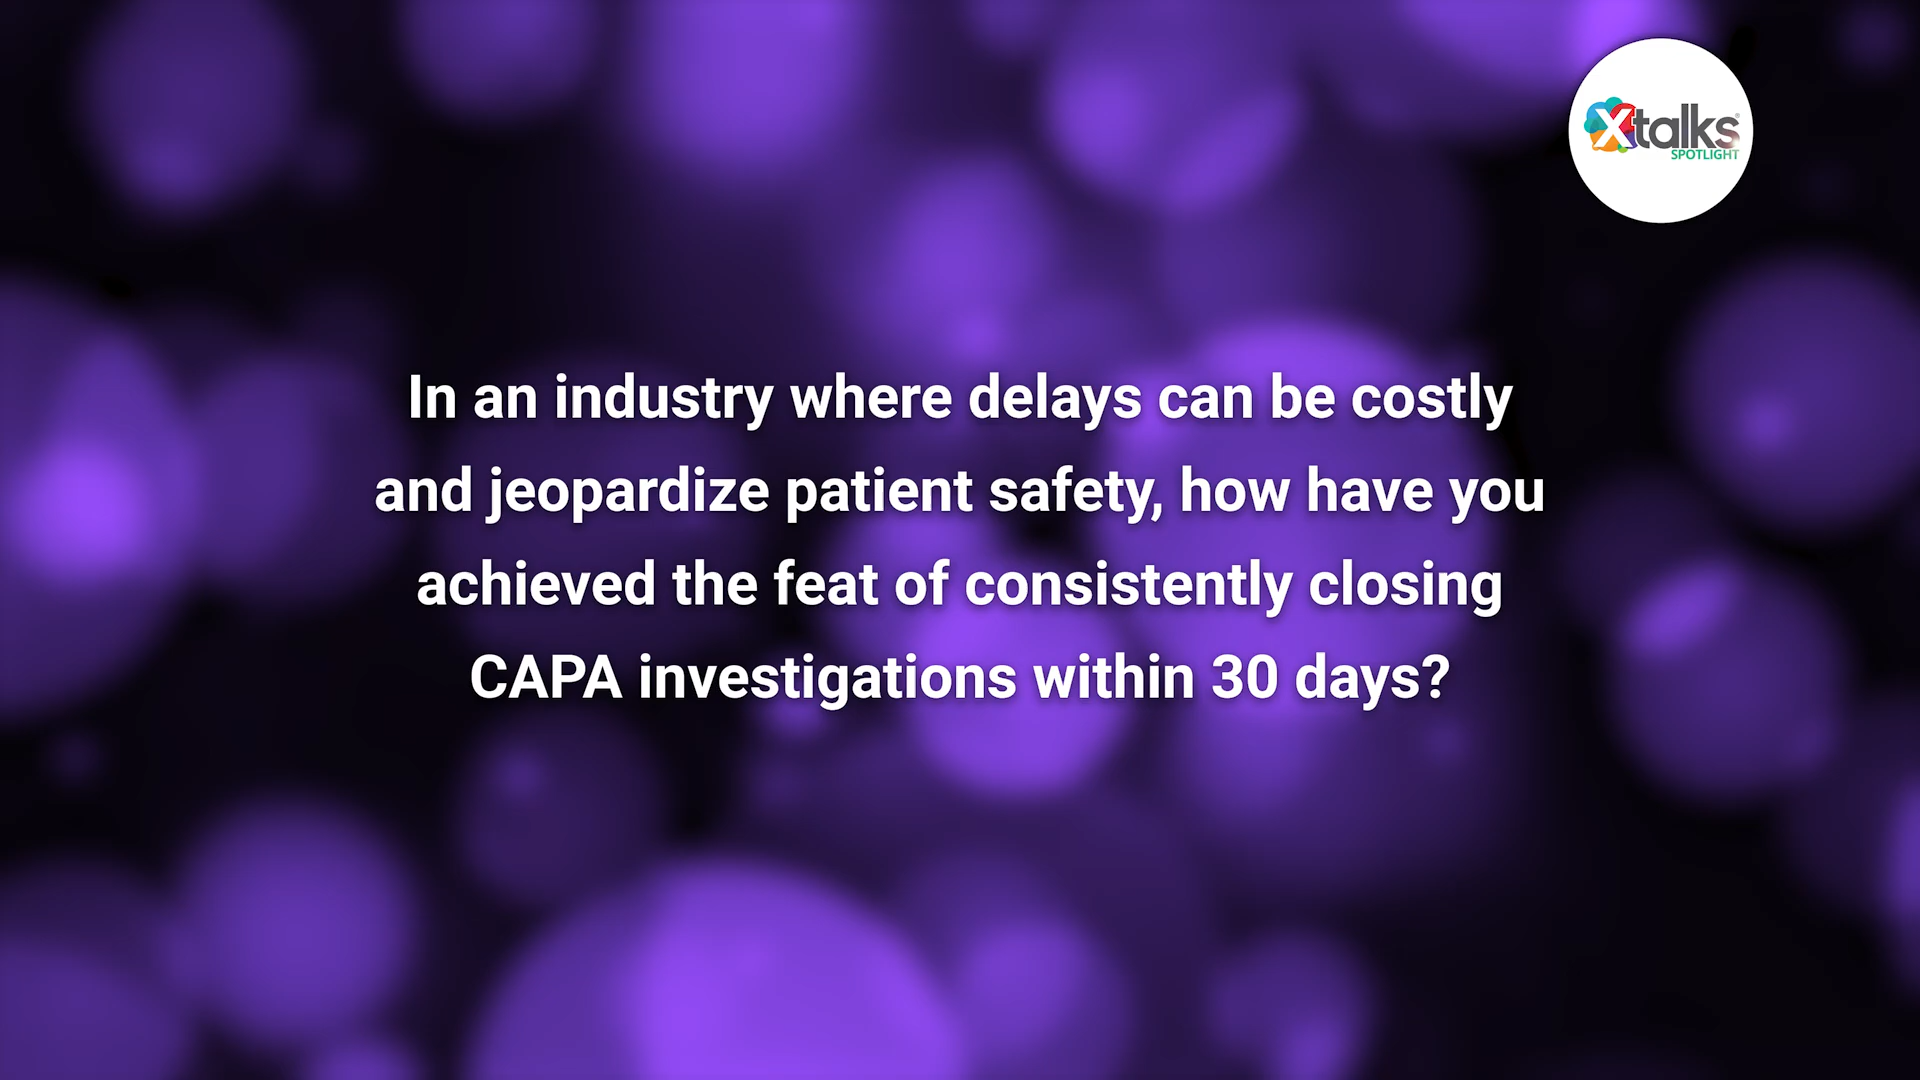 Xtalks
SPOTLIGHT
In an industry where delays can be costly
and jeopardize patient safety, how have you
achieved the feat of consistently closing
CAPA investigations within 30 days?